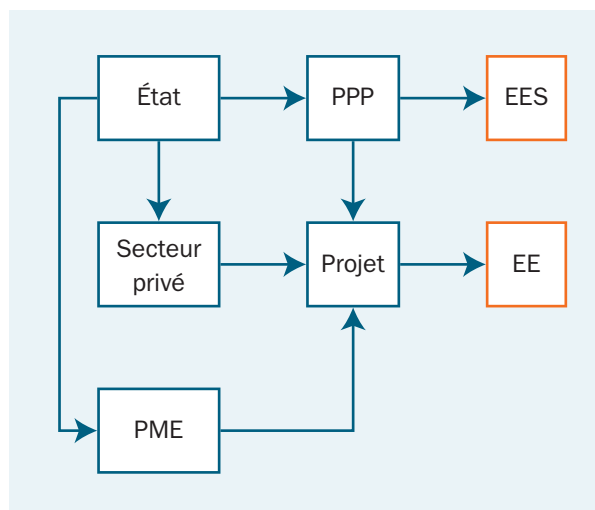 État
PPP
EES
Secteur
privé
Projet
EE
PME